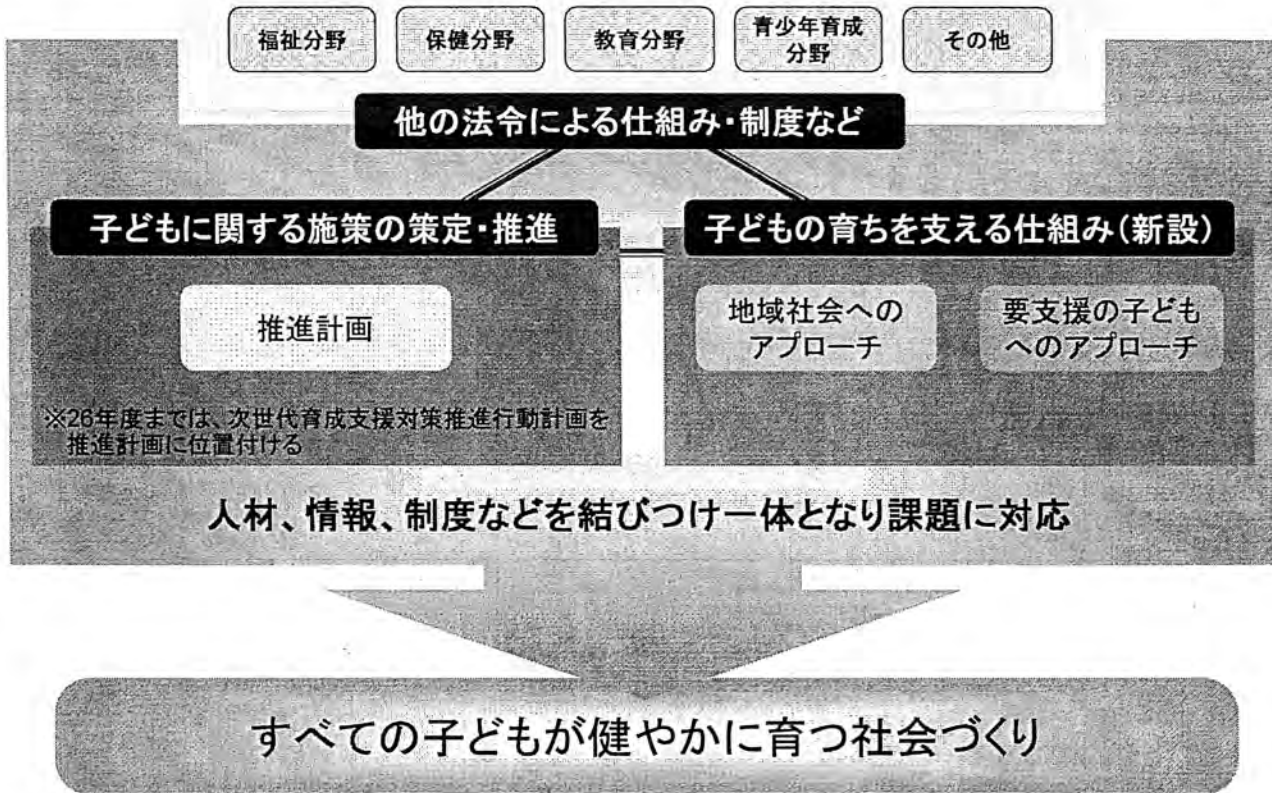 福祉分野
保健分野
教育分野
青少年育成
分野
その他
他の法令による仕組み・制度など
子どもに関する施策の策定・推進
子どもの育ちを支える仕組み(新設)
推進計画
地域社会への
アプローチ
要支援の子ども
へのアプローチ
※26年度までは、次世代育成支援対策推進行動計画を
推進計画に位置付ける
人材、情報、制度などを結びつけ一体となり課題に対応
すべての子どもが健やかに育つ社会づくり